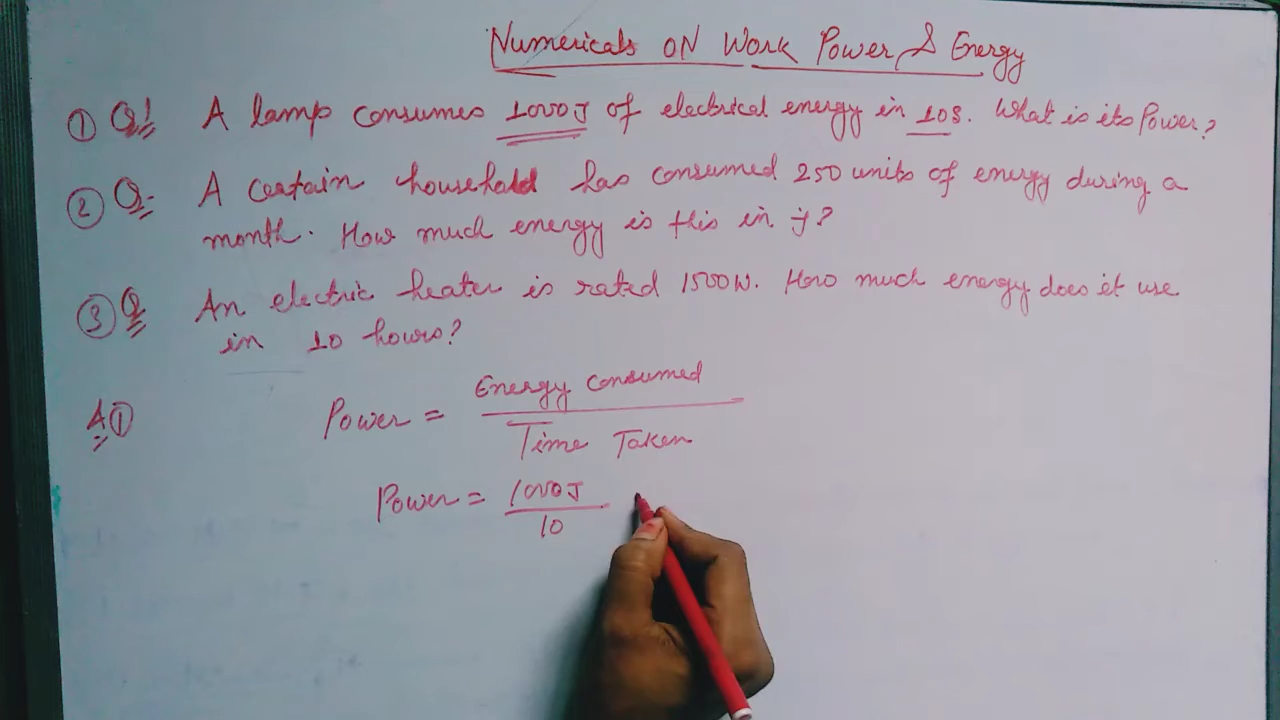 Numericals ON Work Power & Energy
① Q! A lamp consumes 1000J of electrical energy in 10s. What is its Power?
② Q. A certain household has consumed 250 units of energy during a
month. How much energy is this in j?
③ Q An electric heater is rated 1500W. How much energy does it use
in 10 hours?
A① Power = Energy consumed
Time Taken
Power = 1000J
10